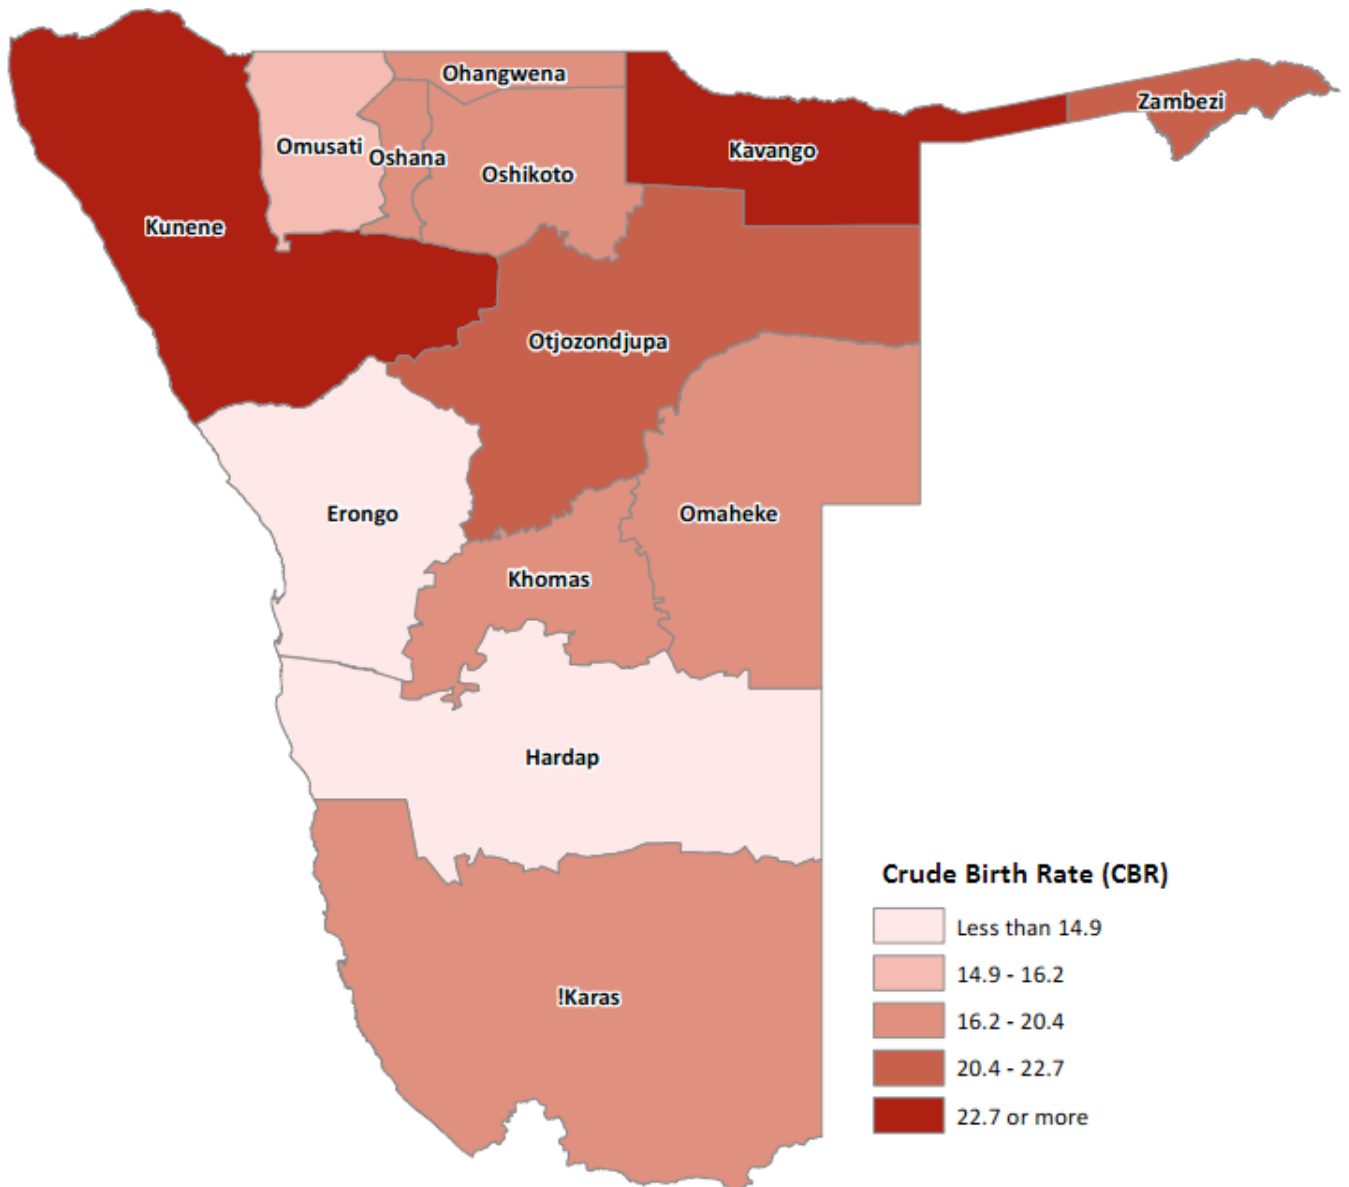 Ohangwena
Zambezi
Omusati
Oshana
Kavango
Oshikoto
Kunene
Otjozondjupa
Erongo
Omaheke
Khomas
Hardap
!Karas
Crude Birth Rate (CBR)
Less than 14.9
14.9 - 16.2
16.2 - 20.4
20.4 - 22.7
22.7 or more